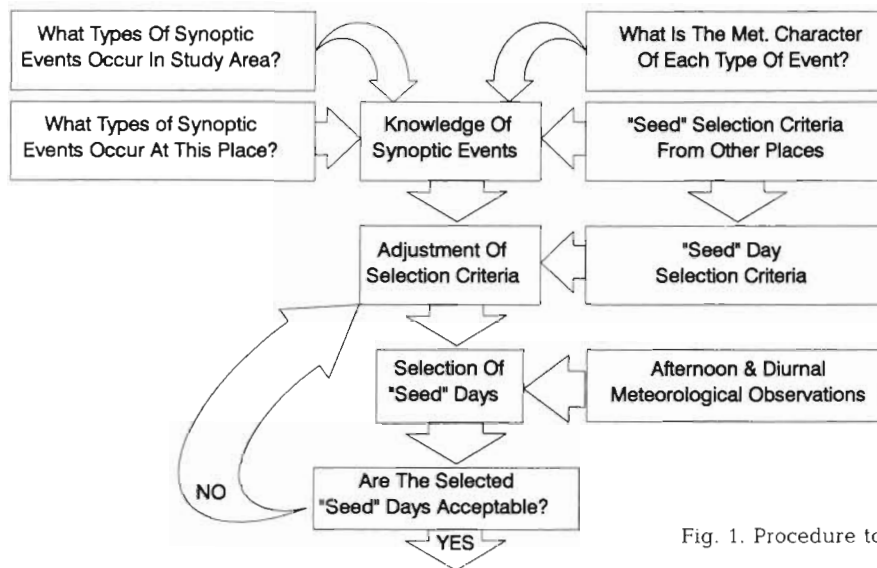 What Types Of Synoptic
Events Occur In Study Area?
What Is The Met. Character
Of Each Type Of Event?
What Types of Synoptic
Events Occur At This Place?
Knowledge Of
Synoptic Events
"Seed" Selection Criteria
From Other Places
Adjustment Of
Selection Criteria
"Seed" Day
Selection Criteria
Selection Of
"Seed" Days
Afternoon & Diurnal
Meteorological Observations
NO
Are The Selected
"Seed" Days Acceptable?
YES
Fig. 1. Procedure to